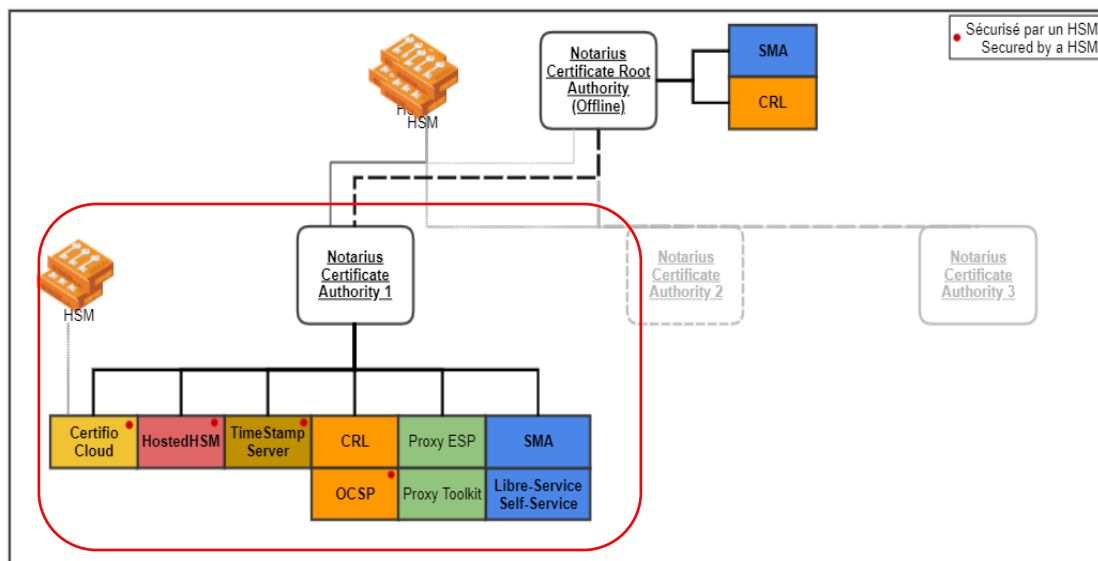 Sécurisé par un HSM
Secured by a HSM
Notarius
Certificate Root
Authority
(Offline)
SMA
CRL
HSM
Notarius
Certificate
Authority 1
Notarius
Certificate
Authority 2
Notarius
Certificate
Authority 3
HSM
Certifio
Cloud
HostedHSM
TimeStamp
Server
CRL
Proxy ESP
SMA
OCSP
Proxy Toolkit
Libre-Service
Self-Service